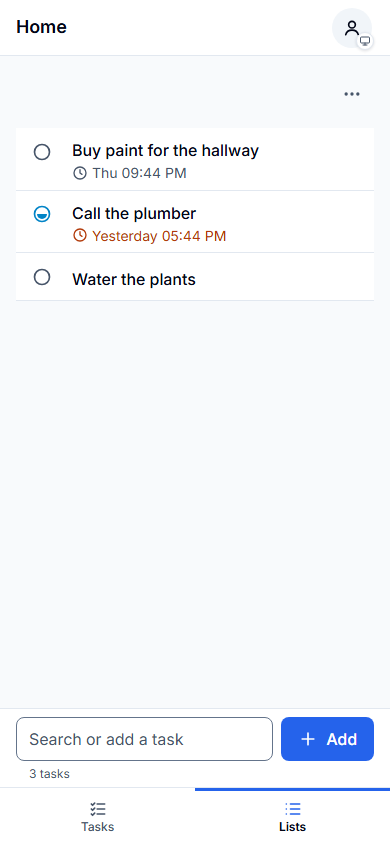 Home
Buy paint for the hallway
Thu 09:44 PM
Call the plumber
Yesterday 05:44 PM
Water the plants
Search or add a task
Add
3 tasks
Tasks
Lists